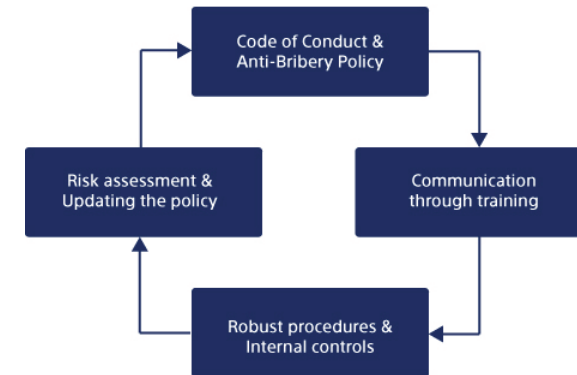 Code of Conduct &
Anti-Bribery Policy
Risk assessment &
Updating the policy
Communication
through training
Robust procedures &
Internal controls